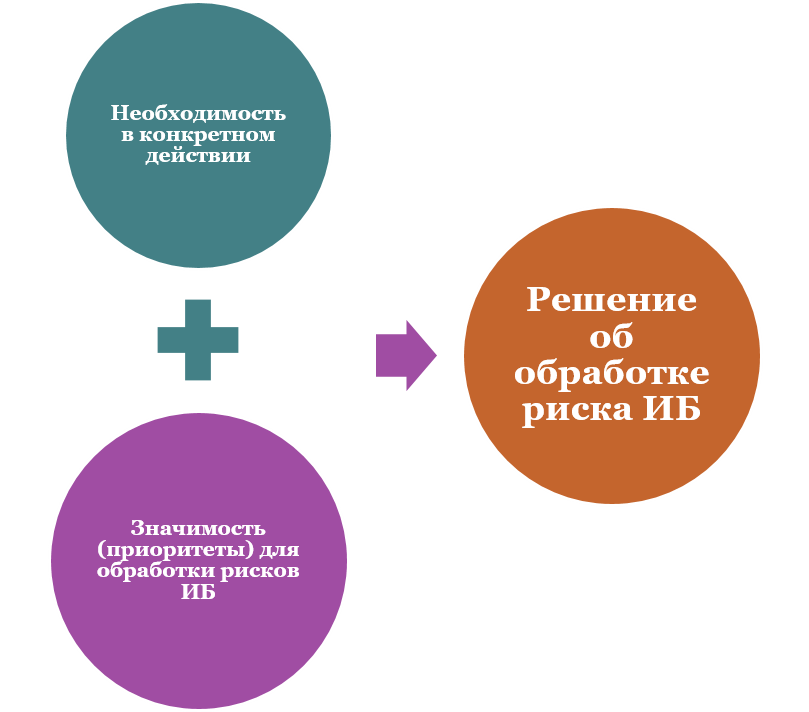 Необходимость
в конкретном
действии
Значимость
(приоритеты) для
обработки рисков
ИБ
Решение
об
обработке
риска ИБ